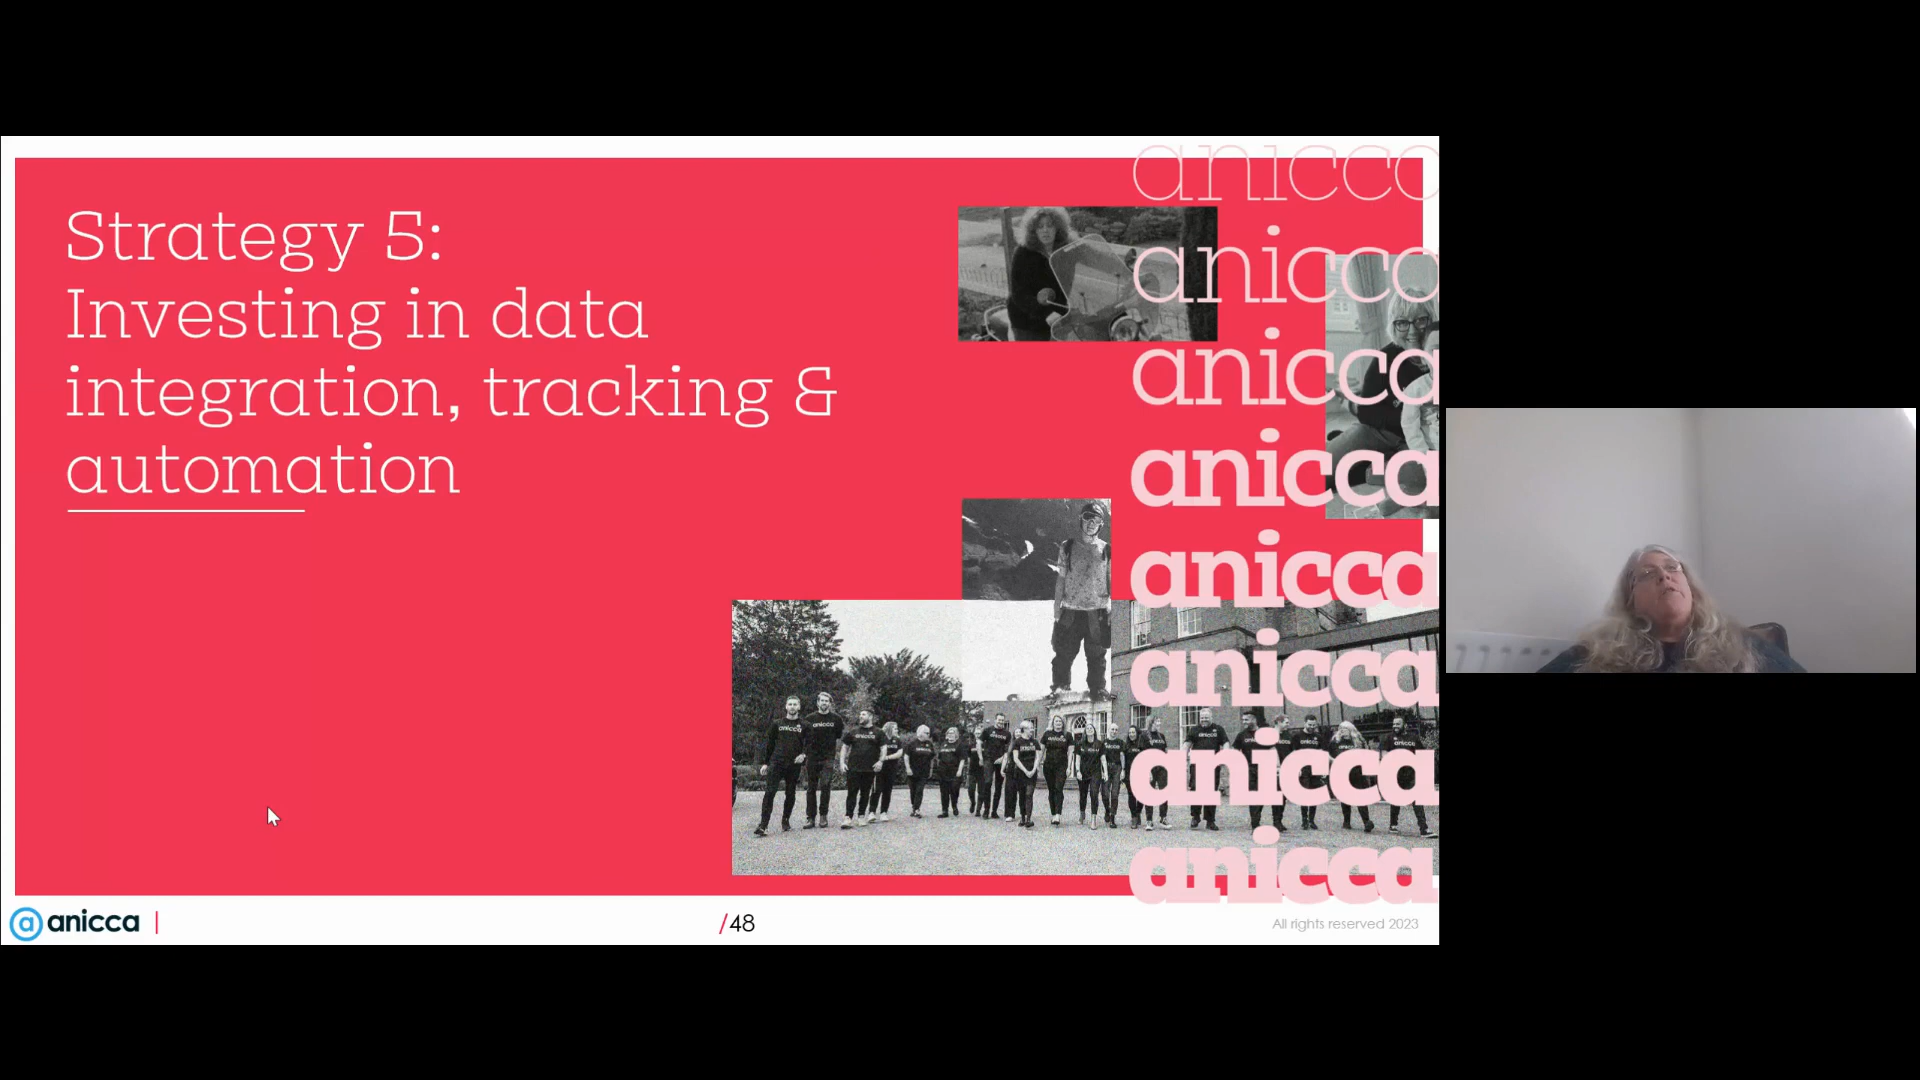 Strategy 5:
Investing in data
integration, tracking &
automation
anicca
anicca
anicca
anicca
anicca
anicca
anicca
anicca
@ anicca |
/48
All rights reserved 2023